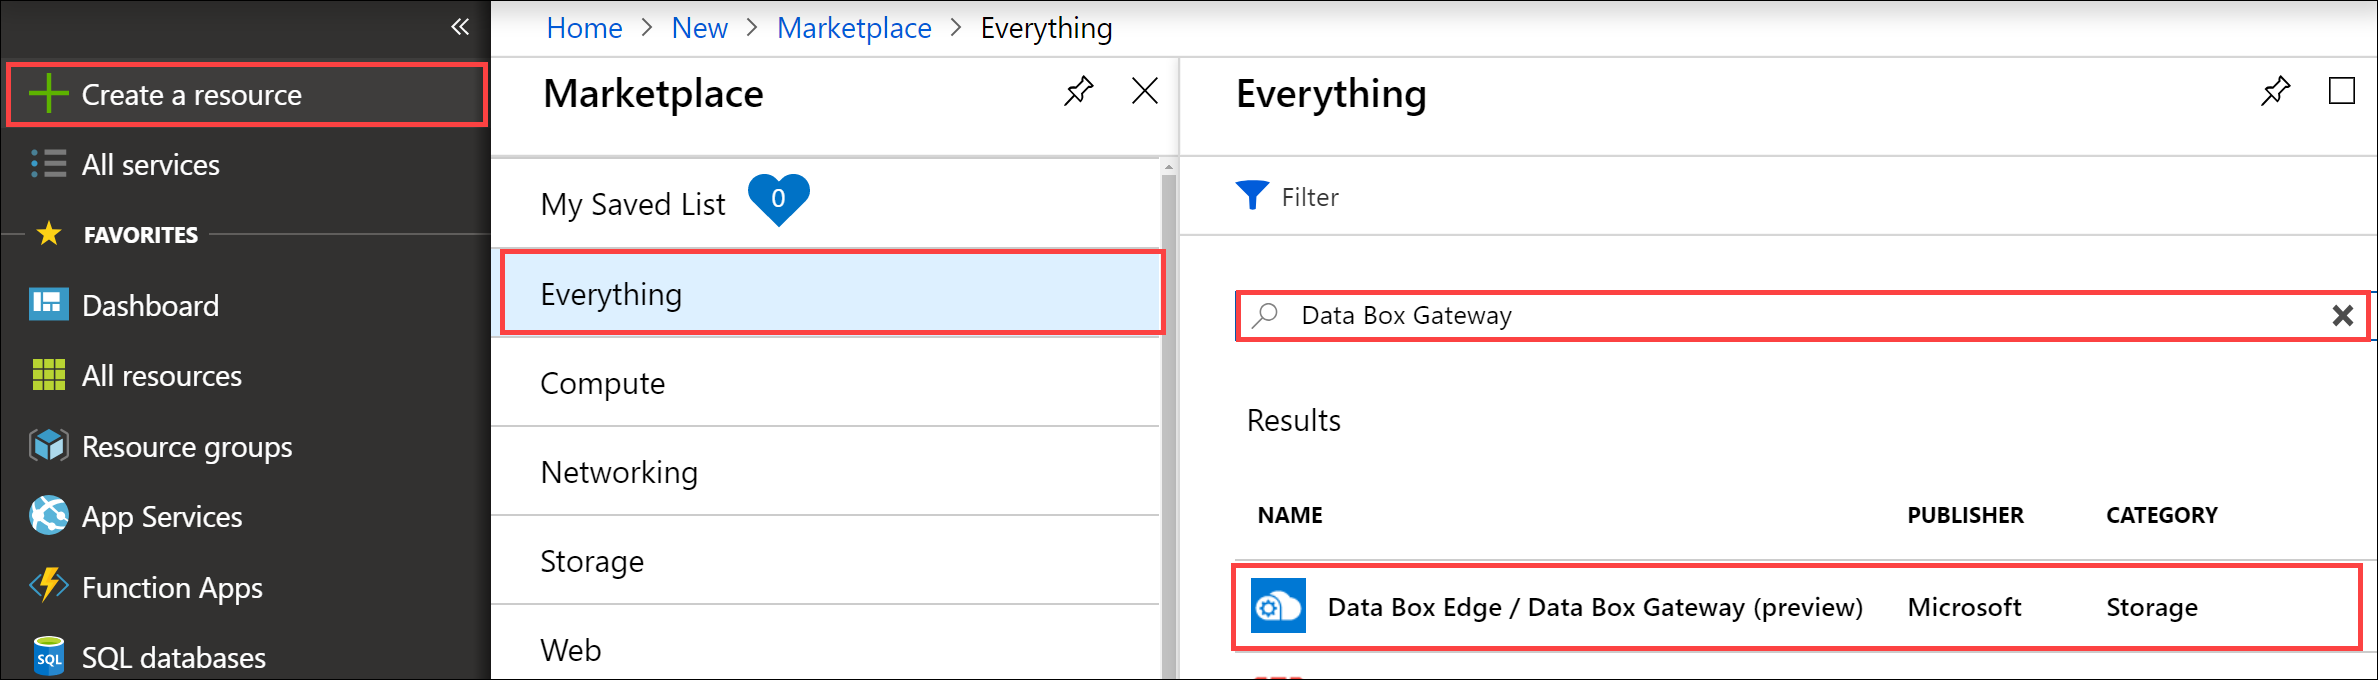 Create a resource
All services
FAVORITES
Dashboard
All resources
Resource groups
App Services
Function Apps
SQL
SQL databases
Home > New > Marketplace > Everything
Marketplace
My Saved List 0
Everything
Compute
Networking
Storage
Web
Everything
Filter
Data Box Gateway
Results
NAME PUBLISHER CATEGORY
Data Box Edge / Data Box Gateway (preview) Microsoft Storage